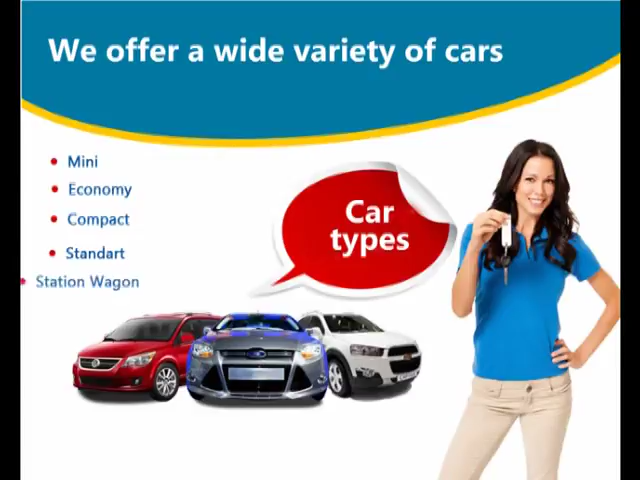 We offer a wide variety of cars
Mini
Economy
Compact
Standart
Station Wagon
Car
types